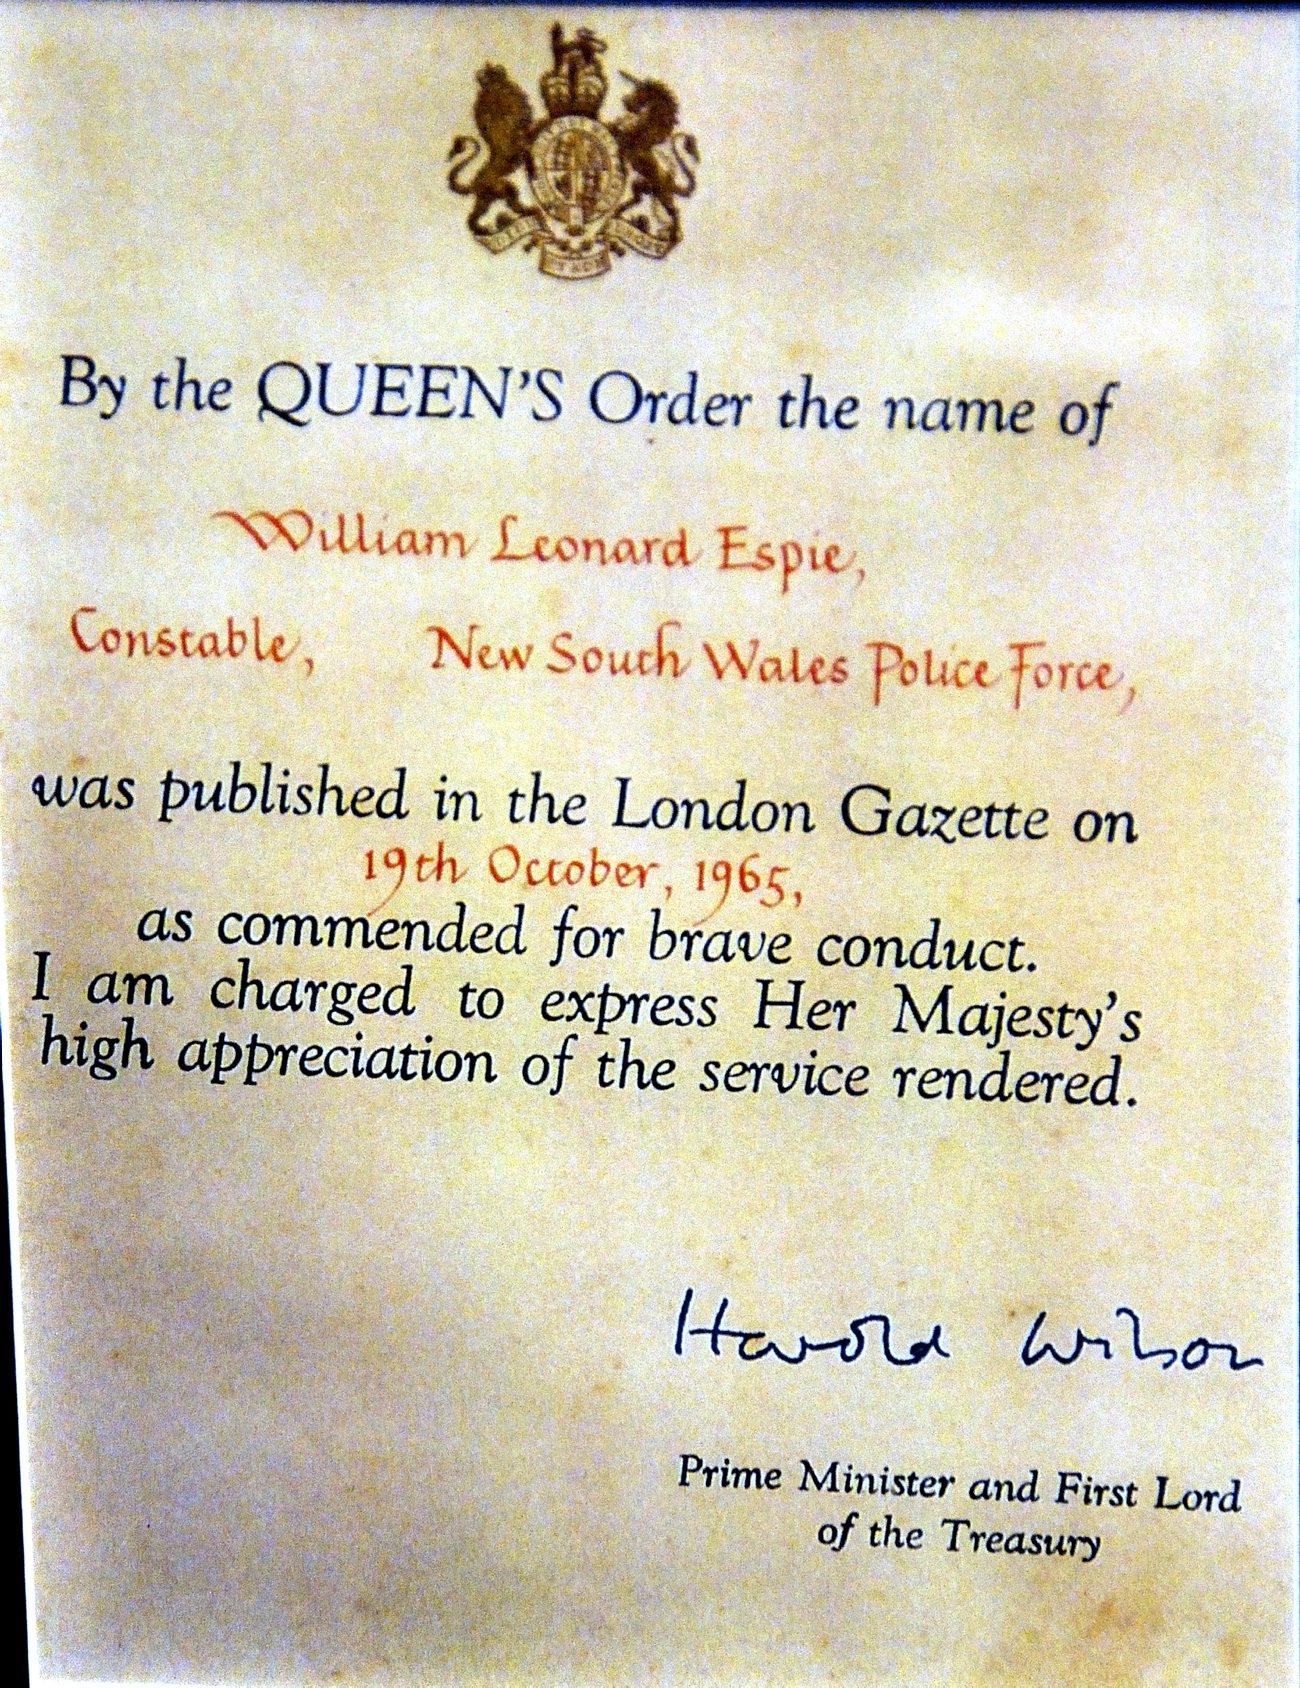 By the QUEEN'S Order the name of
William Leonard Espie,
Constable, New South Wales Police Force,
was published in the London Gazette on
19th October, 1965,
as commended for brave conduct.
I am charged to express Her Majesty's
high appreciation of the service rendered.
Harold Wilson
Prime Minister and First Lord
of the Treasury